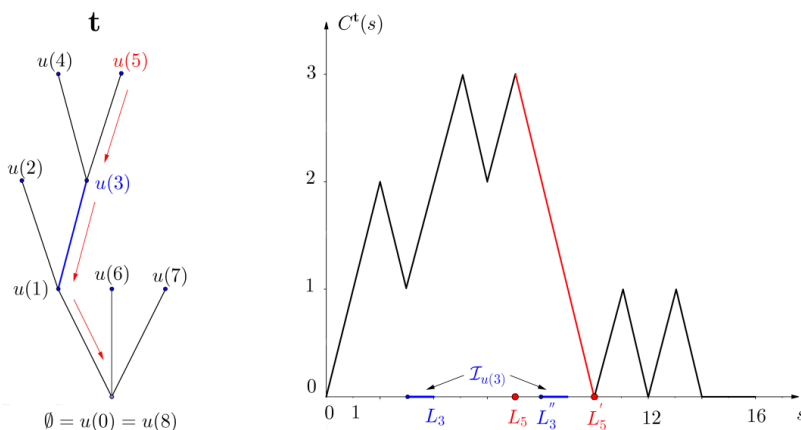 t
C^t(s)
u(4)
u(5)
3
u(2)
u(3)
2
u(1)
u(6)
u(7)
1
0
I_{u(3)}
∅ = u(0) = u(8)
0
1
L_3
L_5
L_3''
L_5'
12
16
s